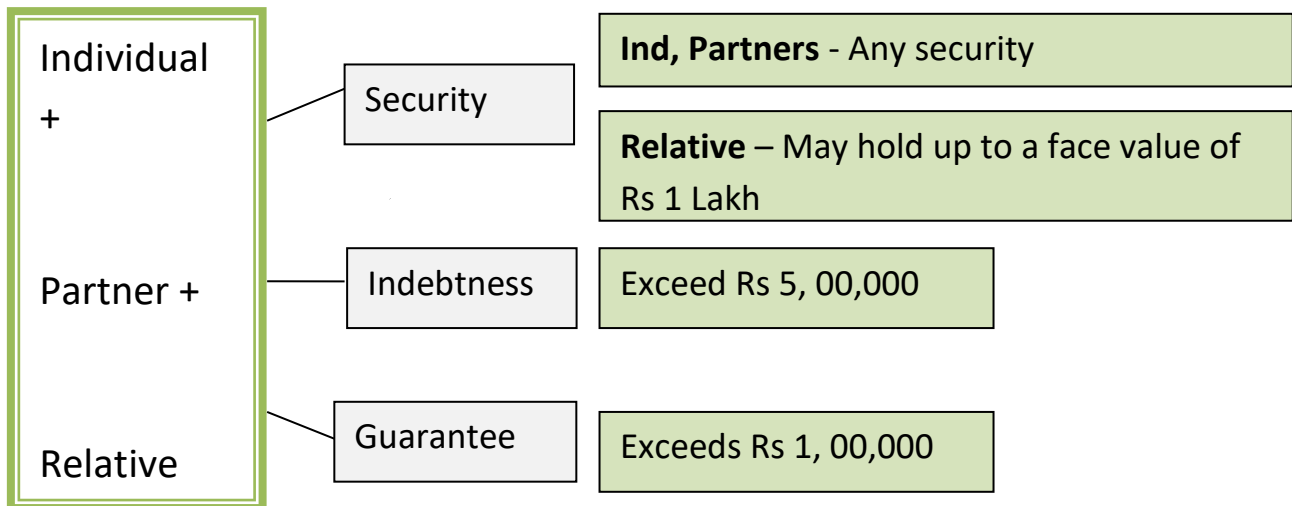 Individual
+
Partner +
Relative
Security
Ind, Partners - Any security
Relative – May hold up to a face value of
Rs 1 Lakh
Indebtness
Exceed Rs 5, 00,000
Guarantee
Exceeds Rs 1, 00,000